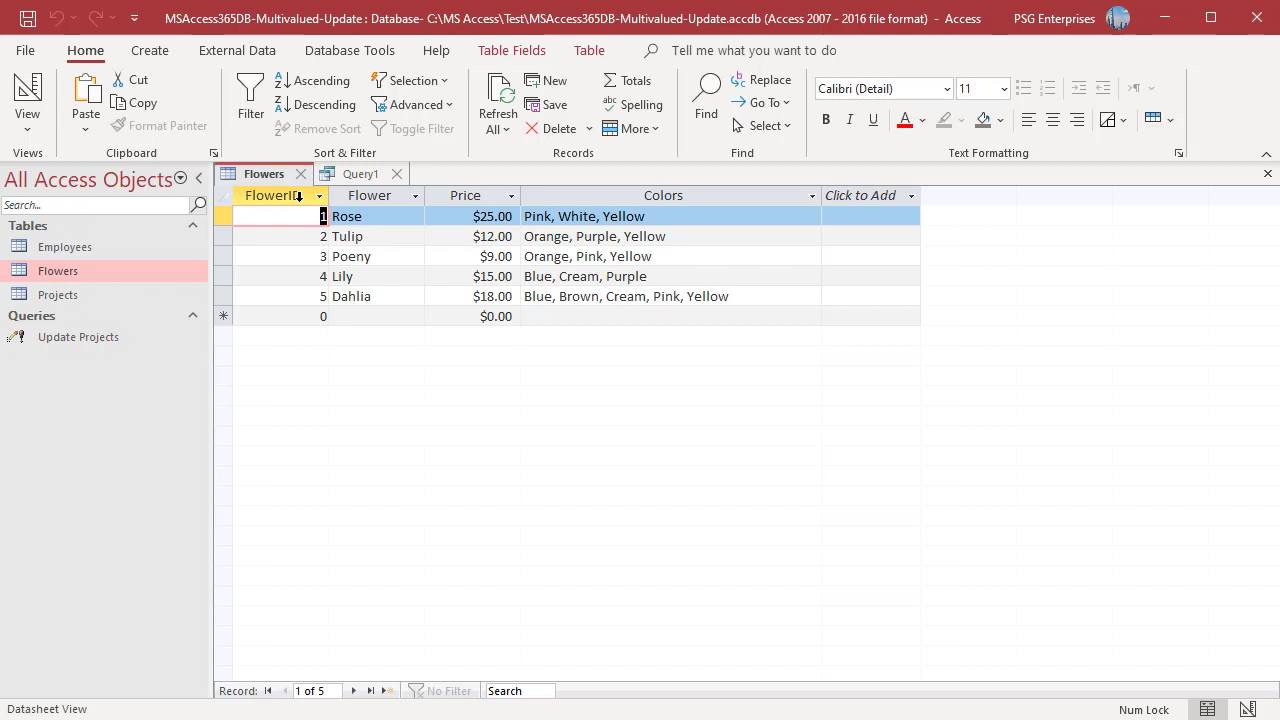 MSAccess365DB-Multivalued-Update : Database- C:\MS Access\Test\MSAccess365DB-Multivalued-Update.accdb (Access 2007 - 2016 file format) - Access
PSG Enterprises
File Home Create External Data Database Tools Help Table Fields Table Tell me what you want to do
View
Views
Paste
Cut
Copy
Format Painter
Clipboard
Filter
Ascending
Descending
Remove Sort
Selection
Advanced
Toggle Filter
Sort & Filter
Refresh
All
New
Save
Delete
Totals
Spelling
More
Records
Find
Replace
Go To
Select
Find
Calibri (Detail) 11
B I U A
Text Formatting
All Access Objects
Search...
Tables
Employees
Flowers
Projects
Queries
Update Projects
Flowers Query1
FlowerID Flower Price Colors Click to Add
1 Rose $25.00 Pink, White, Yellow
2 Tulip $12.00 Orange, Purple, Yellow
3 Poeny $9.00 Orange, Pink, Yellow
4 Lily $15.00 Blue, Cream, Purple
5 Dahlia $18.00 Blue, Brown, Cream, Pink, Yellow
0 $0.00
Record: 1 of 5 No Filter Search
Datasheet View
Num Lock